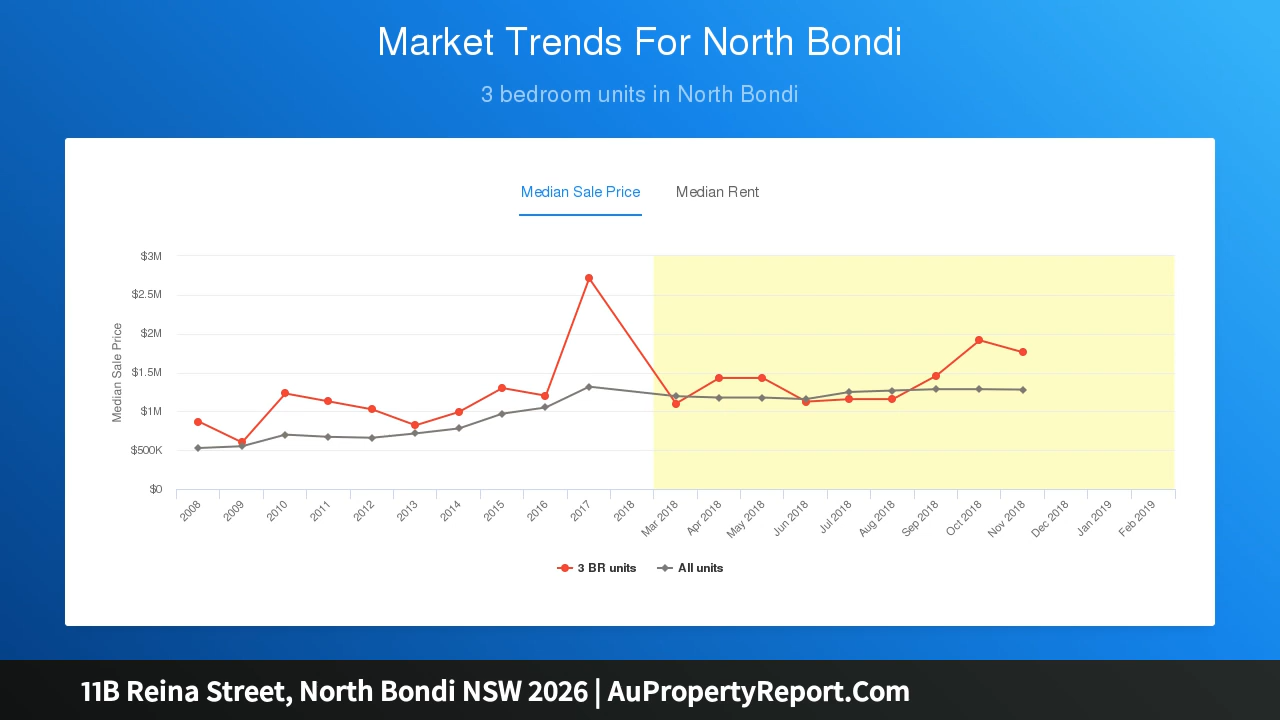 Market Trends For North Bondi
3 bedroom units in North Bondi
Median Sale Price
Median Rent
$3M
$2.5M
$2M
$1.5M
$1M
$500K
$0
Median Sale Price
2008
2009
2010
2011
2012
2013
2014
2015
2016
2017
2018
Mar 2018
Apr 2018
May 2018
Jun 2018
Jul 2018
Aug 2018
Sep 2018
Oct 2018
Nov 2018
Dec 2018
Jan 2019
Feb 2019
3 BR units
All units
11B Reina Street, North Bondi NSW 2026 | AuPropertyReport.Com